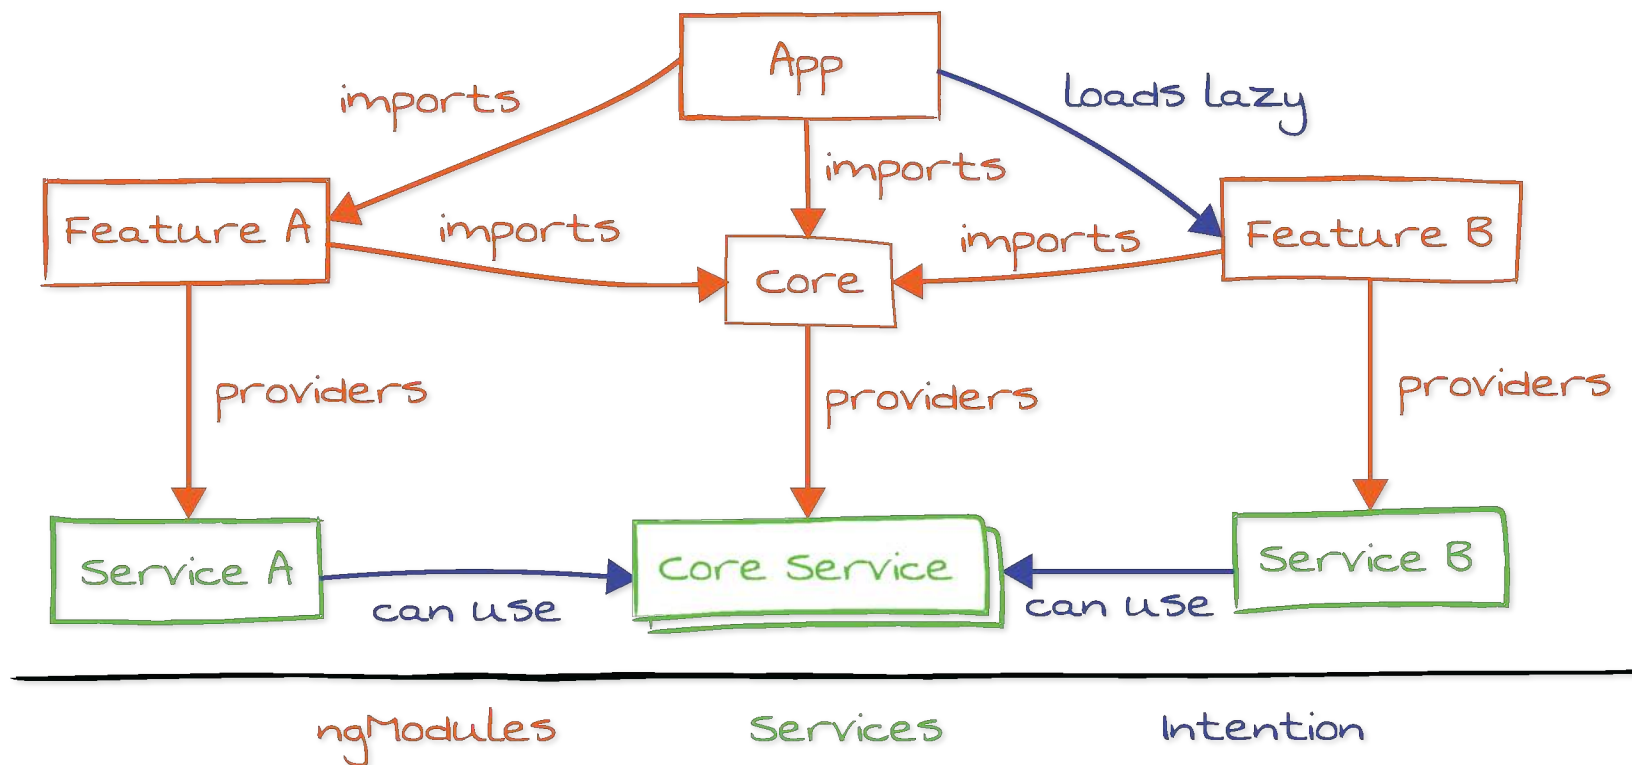 App
imports
loads lazy
imports
Feature A
imports
imports
Feature B
Core
providers
providers
providers
Service A
Core Service
Service B
can use
can use
ngModules
Services
Intention